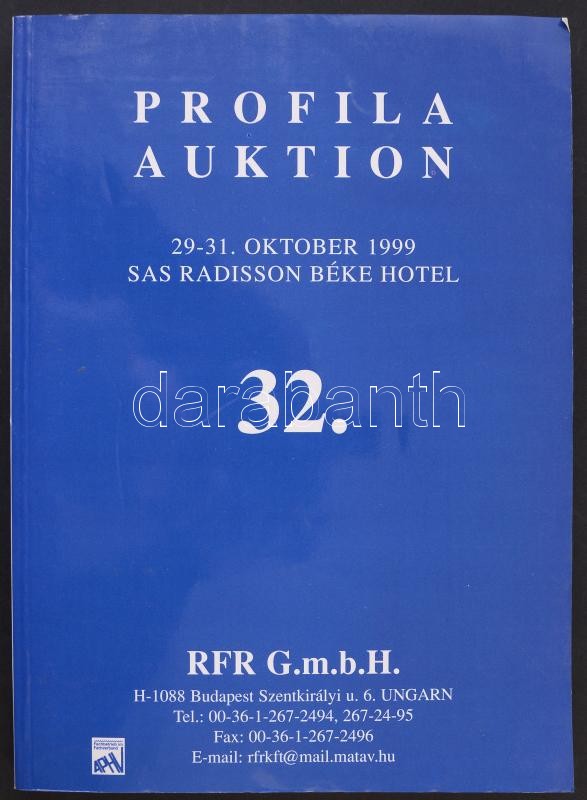 PROFILA
AUKTION
29-31. OKTOBER 1999
SAS RADISSON BÉKE HOTEL
darabanth
32.
RFR G.m.b.H.
H-1088 Budapest Szentkirályi u. 6. UNGARN
Tel.: 00-36-1-267-2494, 267-24-95
Fax: 00-36-1-267-2496
E-mail: rfrkft@mail.matav.hu
APHV